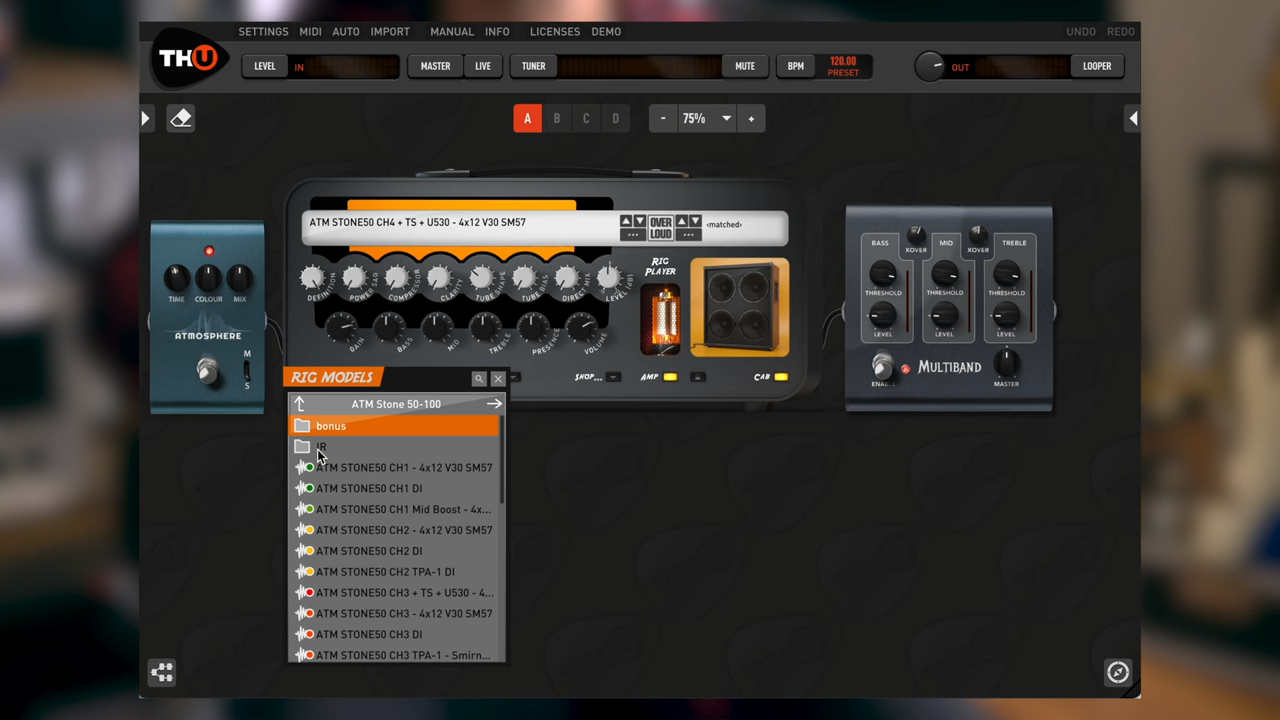 SETTINGS MIDI AUTO IMPORT MANUAL INFO LICENSES DEMO UNDO REDO
THU LEVEL IN MASTER LIVE TUNER MUTE BPM 120.00 PRESET OUT LOOPER
A B C D - 75% +
ATM STONE50 CH4 + TS + U530 - 4x12 V30 SM57 OVERLOUD ‹matched›
DEFINITION POWER SAG COMPRESSOR CLARITY TUBE SHAPE TUBE BIAS DIRECT MIX LEVEL (dB)
RIG PLAYER
GAIN BASS MID TREBLE PRESENCE VOLUME
SHOP... AMP CAB
TIME COLOUR MIX
ATMOSPHERE
M
S
BASS XOVER MID XOVER TREBLE
THRESHOLD THRESHOLD THRESHOLD
LEVEL LEVEL LEVEL
ENABLE MULTIBAND MASTER
RIG MODELS
ATM Stone 50-100
bonus
IR
ATM STONE50 CH1 - 4x12 V30 SM57
ATM STONE50 CH1 DI
ATM STONE50 CH1 Mid Boost - 4x...
ATM STONE50 CH2 - 4x12 V30 SM57
ATM STONE50 CH2 DI
ATM STONE50 CH2 TPA-1 DI
ATM STONE50 CH3 + TS + U530 - 4...
ATM STONE50 CH3 - 4x12 V30 SM57
ATM STONE50 CH3 DI
ATM STONE50 CH3 TPA-1 - Smirn...